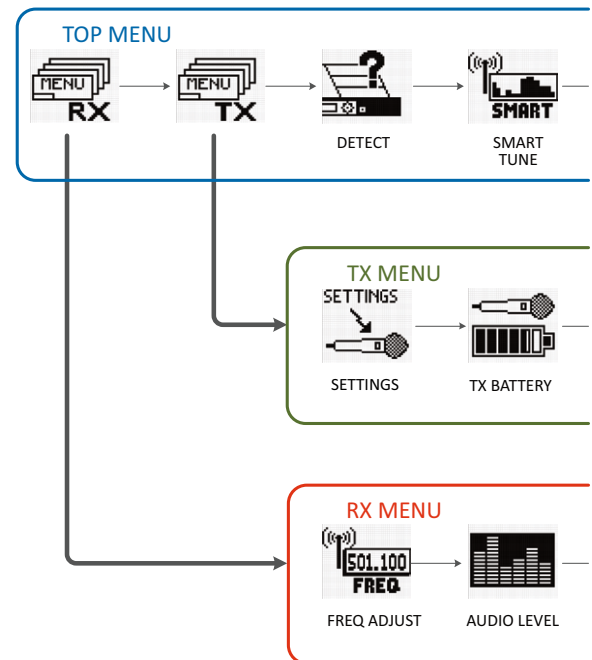 TOP MENU
MENU
RX
MENU
TX
?
DETECT
SMART
SMART
TUNE
TX MENU
SETTINGS
SETTINGS
TX BATTERY
RX MENU
501.100
FREQ
FREQ ADJUST
AUDIO LEVEL